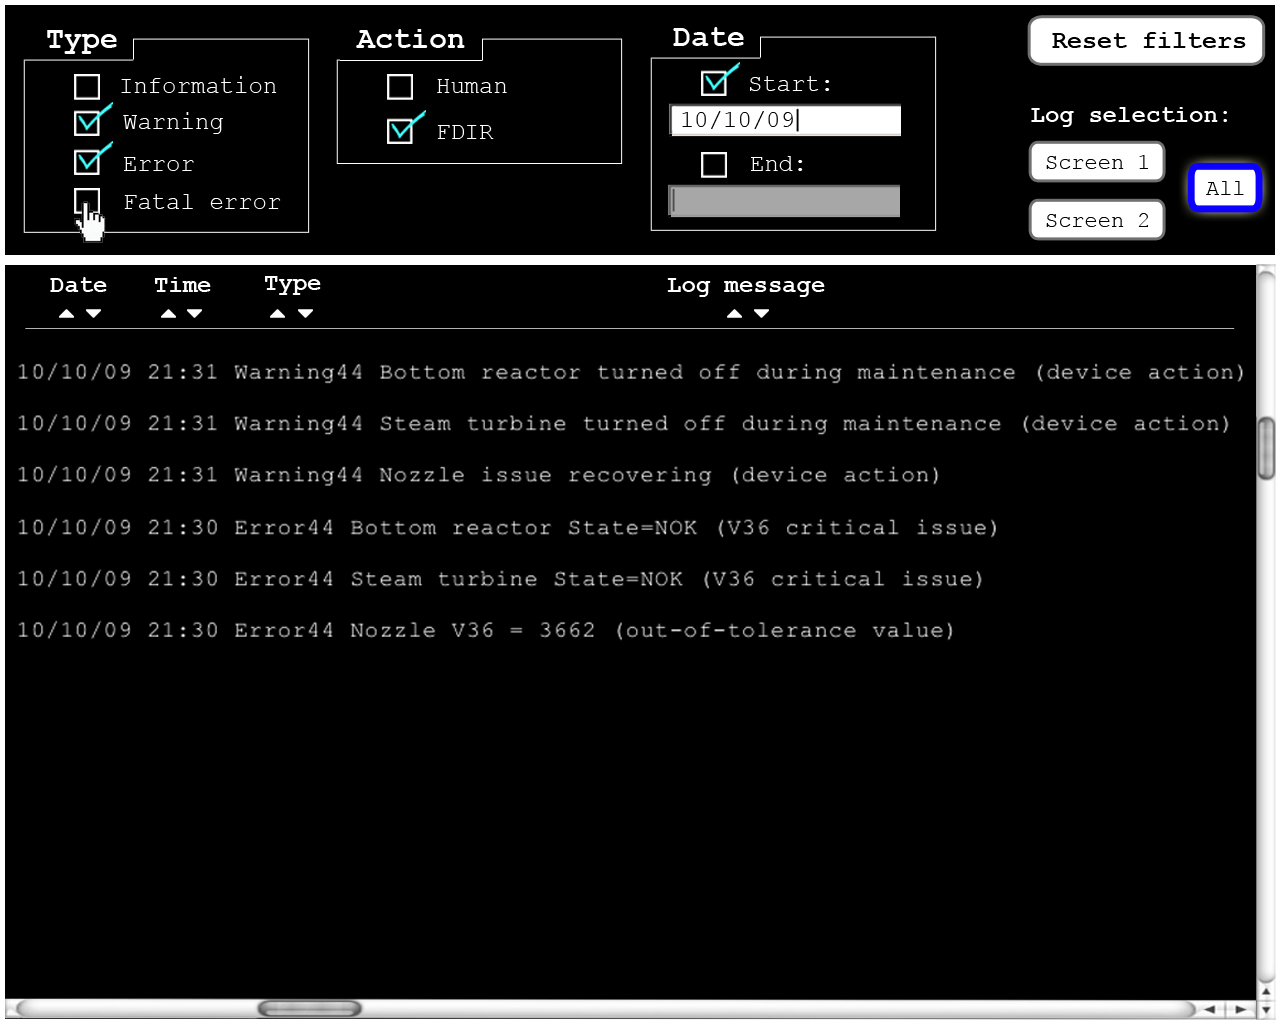 Type
Information
Warning
Error
Fatal error
Action
Human
FDIR
Date
Start:
10/10/09
End:
Reset filters
Log selection:
Screen 1
All
Screen 2
Date Time Type Log message
10/10/09 21:31 Warning44 Bottom reactor turned off during maintenance (device action)
10/10/09 21:31 Warning44 Steam turbine turned off during maintenance (device action)
10/10/09 21:31 Warning44 Nozzle issue recovering (device action)
10/10/09 21:30 Error44 Bottom reactor State=NOK (V36 critical issue)
10/10/09 21:30 Error44 Steam turbine State=NOK (V36 critical issue)
10/10/09 21:30 Error44 Nozzle V36 = 3662 (out-of-tolerance value)